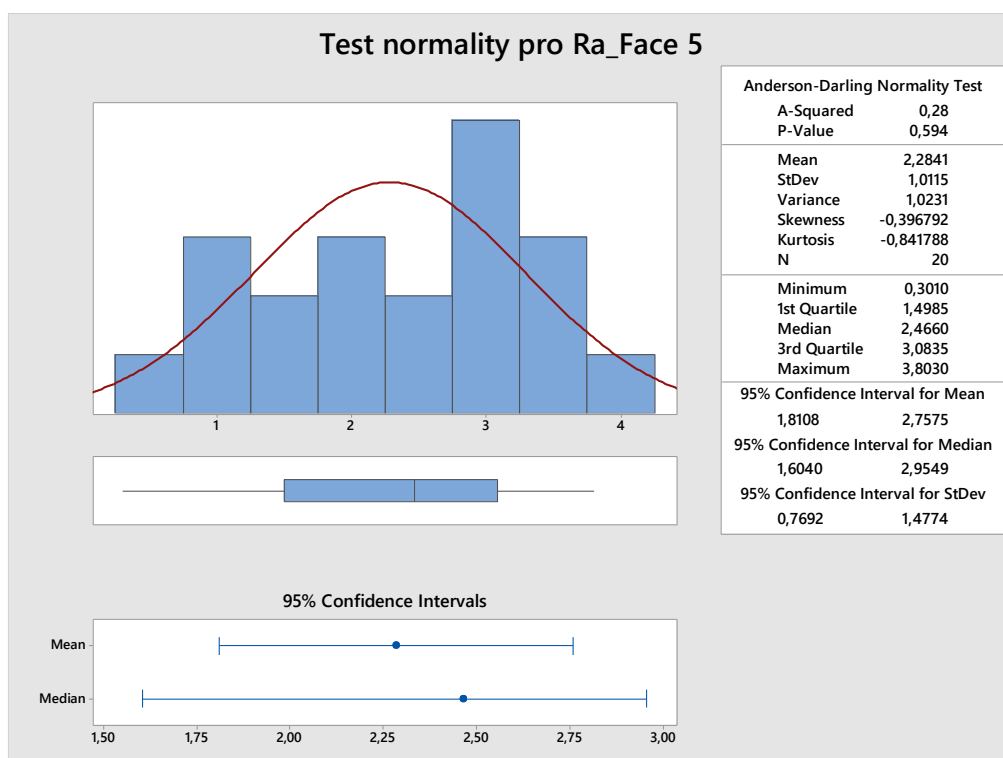 Test normality pro Ra_Face 5
1 2 3 4
95% Confidence Intervals
Mean
Median
1,50 1,75 2,00 2,25 2,50 2,75 3,00
Anderson-Darling Normality Test
A-Squared 0,28
P-Value 0,594
Mean 2,2841
StDev 1,0115
Variance 1,0231
Skewness -0,396792
Kurtosis -0,841788
N 20
Minimum 0,3010
1st Quartile 1,4985
Median 2,4660
3rd Quartile 3,0835
Maximum 3,8030
95% Confidence Interval for Mean
1,8108 2,7575
95% Confidence Interval for Median
1,6040 2,9549
95% Confidence Interval for StDev
0,7692 1,4774